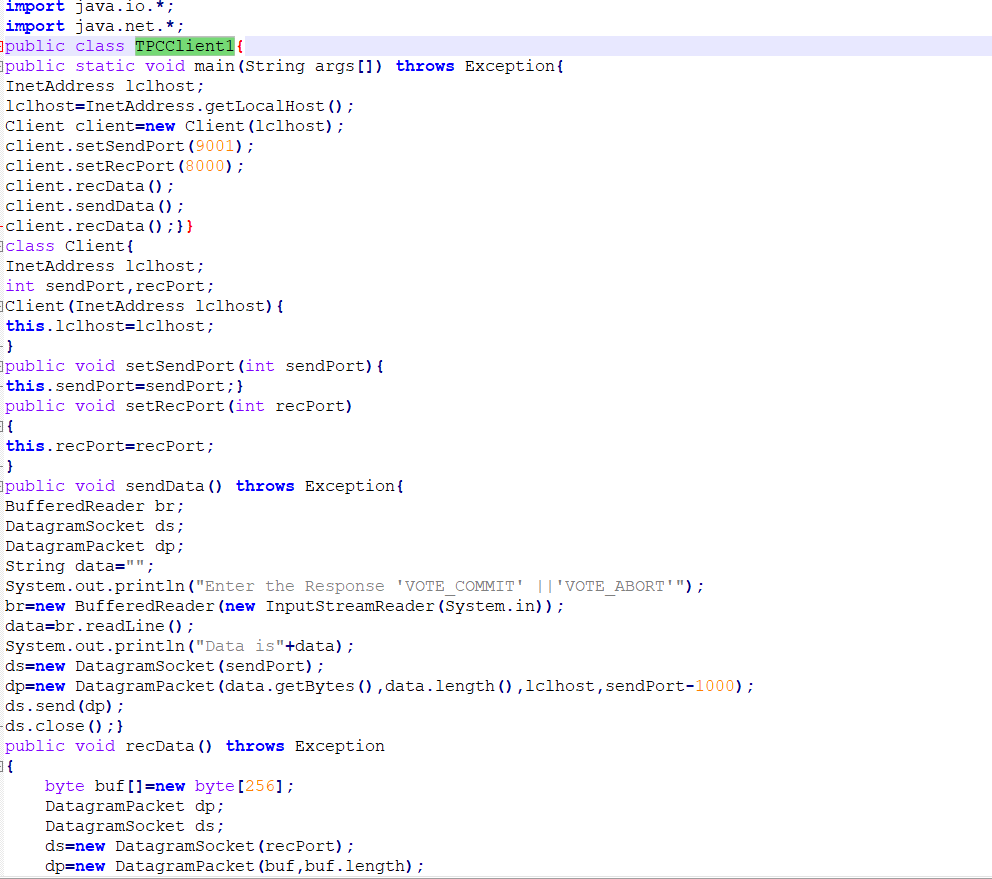 import java.io.*;
import java.net.*;
public class TPCClient1{
public static void main(String args[]) throws Exception{
InetAddress lclhost;
lclhost=InetAddress.getLocalHost();
Client client=new Client(lclhost);
client.setSendPort(9001);
client.setRecPort(8000);
client.recData();
client.sendData();
client.recData();}}
class Client{
InetAddress lclhost;
int sendPort,recPort;
Client(InetAddress lclhost){
this.lclhost=lclhost;
}
public void setSendPort(int sendPort){
this.sendPort=sendPort;}
public void setRecPort(int recPort)
{
this.recPort=recPort;
}
public void sendData() throws Exception{
BufferedReader br;
DatagramSocket ds;
DatagramPacket dp;
String data="";
System.out.println("Enter the Response 'VOTE_COMMIT' ||'VOTE_ABORT'");
br=new BufferedReader(new InputStreamReader(System.in));
data=br.readLine();
System.out.println("Data is"+data);
ds=new DatagramSocket(sendPort);
dp=new DatagramPacket(data.getBytes(),data.length(),lclhost,sendPort-1000);
ds.send(dp);
ds.close();}
public void recData() throws Exception
{
    byte buf[]=new byte[256];
    DatagramPacket dp;
    DatagramSocket ds;
    ds=new DatagramSocket(recPort);
    dp=new DatagramPacket(buf,buf.length);